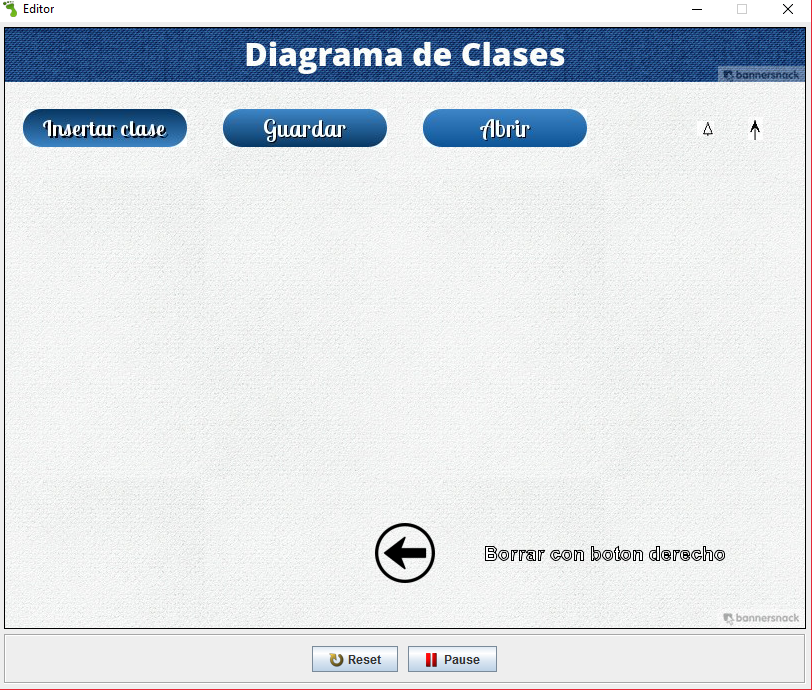 Editor
Diagrama de Clases
bannersnack
Insertar clase
Guardar
Abrir
Borrar con boton derecho
bannersnack
Reset
Pause